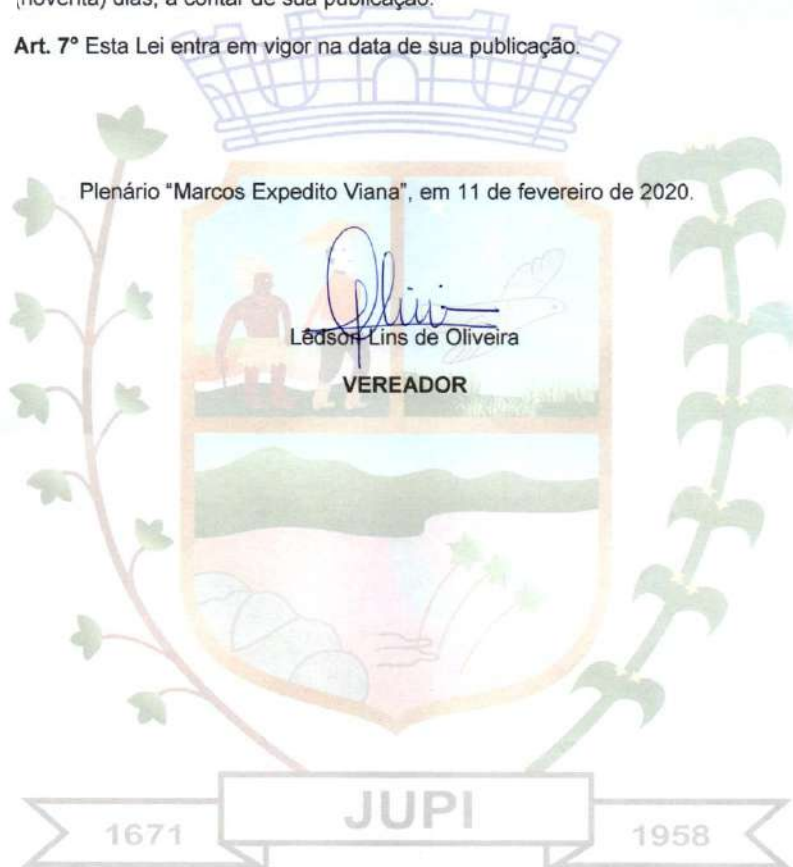 (noventa) dias, a contar de sua publicação.
Art. 7° Esta Lei entra em vigor na data de sua publicação.
Plenário “Marcos Expedito Viana”, em 11 de fevereiro de 2020.
Ledson Lins de Oliveira
VEREADOR
JUPI
1671 1958